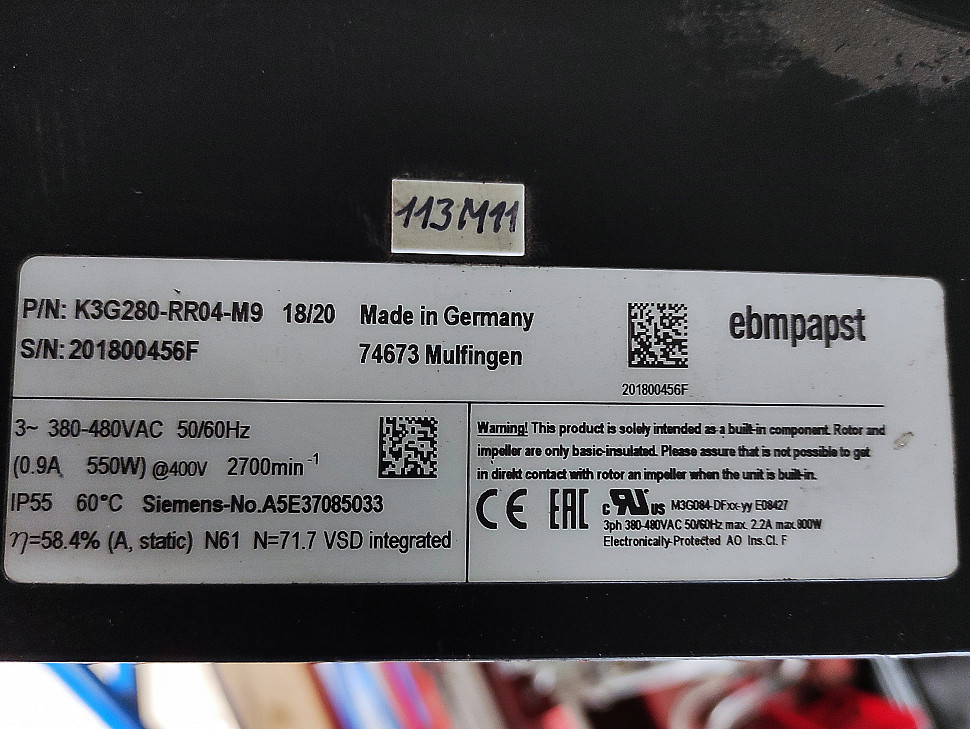 113M11
P/N: K3G280-RR04-M9 18/20 Made in Germany
S/N: 201800456F 74673 Mulfingen
ebmpapst
201800456F
3~ 380-480VAC 50/60Hz
(0.9A 550W) @400V 2700min-1
IP55 60°C Siemens-No.A5E37085033
η=58.4% (A, static) N61 N=71.7 VSD integrated
Warning! This product is solely intended as a built-in component. Rotor and
impeller are only basic-insulated. Please assure that is not possible to get
in direkt contact with rotor an impeller when the unit is built-in.
CE EAC c RU us M3G084-DFxx-yy E08427
3ph 380-480VAC 50/60Hz max. 2.2A max.900W
Electronically-Protected AO Ins.Cl. F